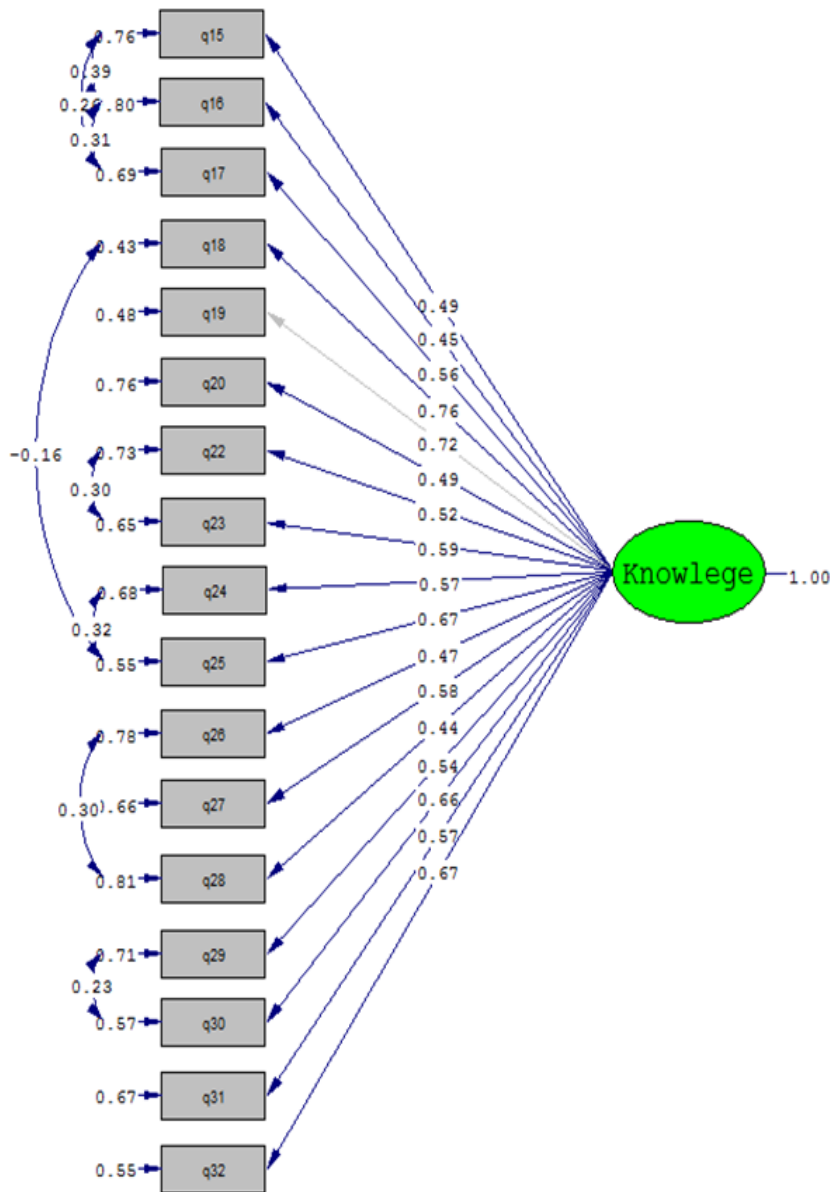 0.76 q15
0.39
0.26 0.80 q16
0.31
0.69 q17
0.43 q18
0.48 q19
0.76 q20
-0.16
0.73 q22
0.30
0.65 q23
0.68 q24
0.32
0.55 q25
0.78 q26
0.30 0.66 q27
0.81 q28
0.71 q29
0.23
0.57 q30
0.67 q31
0.55 q32
0.49
0.45
0.56
0.76
0.72
0.49
0.52
0.59
0.57
0.67
0.47
0.58
0.44
0.54
0.66
0.57
0.67
Knowlege
1.00